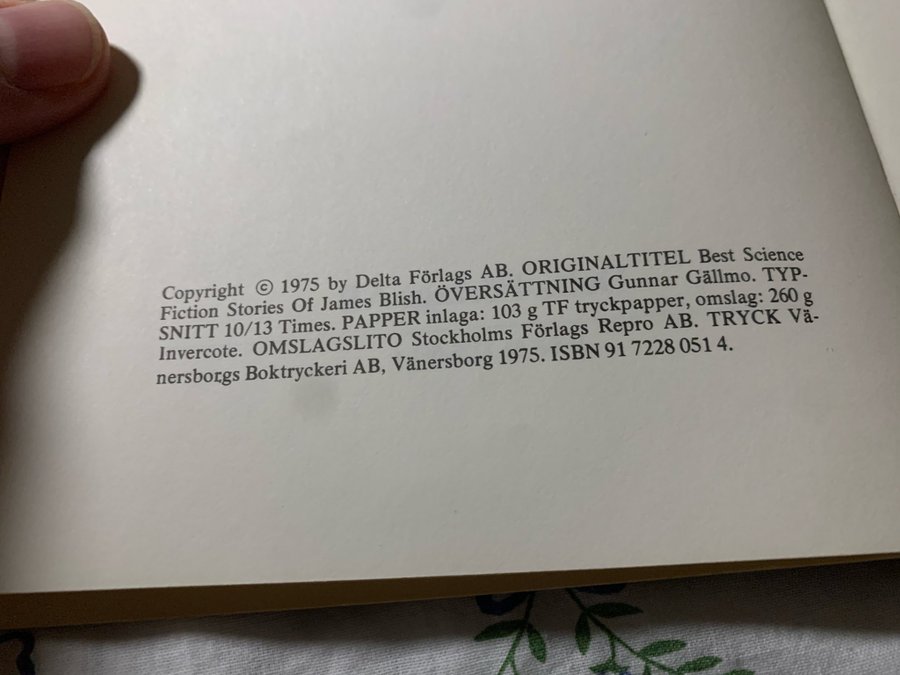 Copyright © 1975 by Delta Förlags AB. ORIGINALTITEL Best Science
Fiction Stories Of James Blish. ÖVERSÄTTNING Gunnar Gällmo. TYP-
SNITT 10/13 Times. PAPPER inlaga: 103 g TF tryckpapper, omslag: 260 g
Invercote. OMSLAGSLITO Stockholms Förlags Repro AB. TRYCK Vä-
nersborgs Boktryckeri AB, Vänersborg 1975. ISBN 91 7228 051 4.